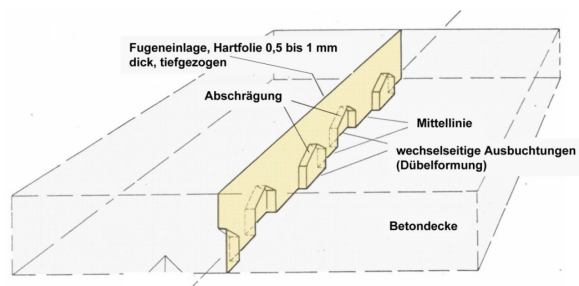 Fugeneinlage, Hartfolie 0,5 bis 1 mm
dick, tiefgezogen
Abschrägung
Mittellinie
wechselseitige Ausbuchtungen
(Dübelformung)
Betondecke